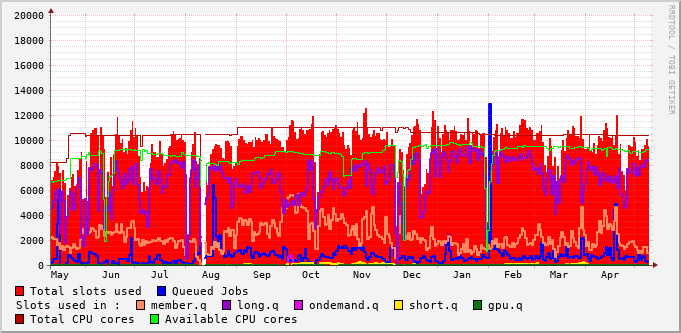 20000
18000
16000
14000
12000
10000
8000
6000
4000
2000
0
May Jun Jul Aug Sep Oct Nov Dec Jan Feb Mar Apr
Total slots used Queued Jobs
Slots used in : member.q long.q ondemand.q short.q gpu.q
Total CPU cores Available CPU cores
RRDTOOL / TOBI OETIKER